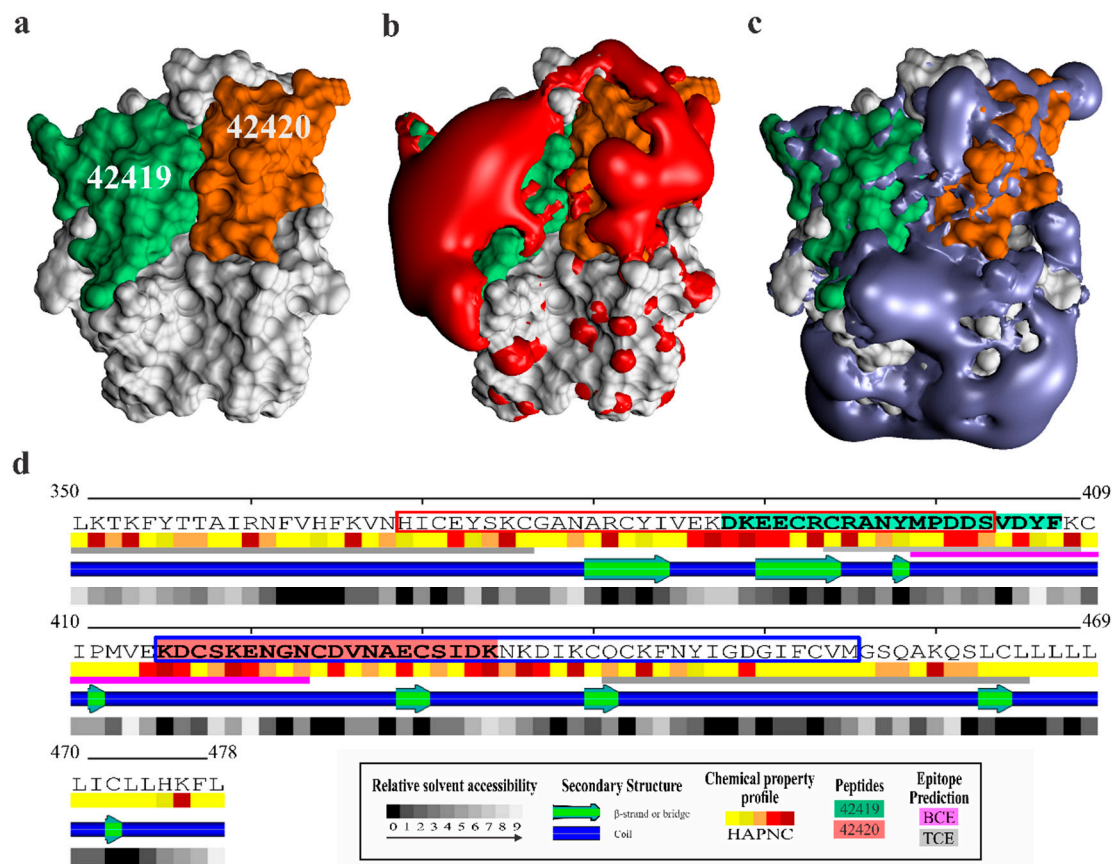 a
b
c
42419
42420
d
350 409
LKTKFYTTAIRNFVHFKVNHICEYSKCGANARCYIVEKDKEECRCRANYMPDDSVDYFKC
410 469
IPMVEKDCSKENGNCDVNAECSIDKNKDIKCQCKFNYIGDGIFCVMGSQAKQSLCLLLLL
470 478
LICLLHKFL
Relative solvent accessibility
0 1 2 3 4 5 6 7 8 9
Secondary Structure
β-strand or bridge
Coil
Chemical property
profile
HAPNC
Peptides
42419
42420
Epitope
Prediction
BCE
TCE